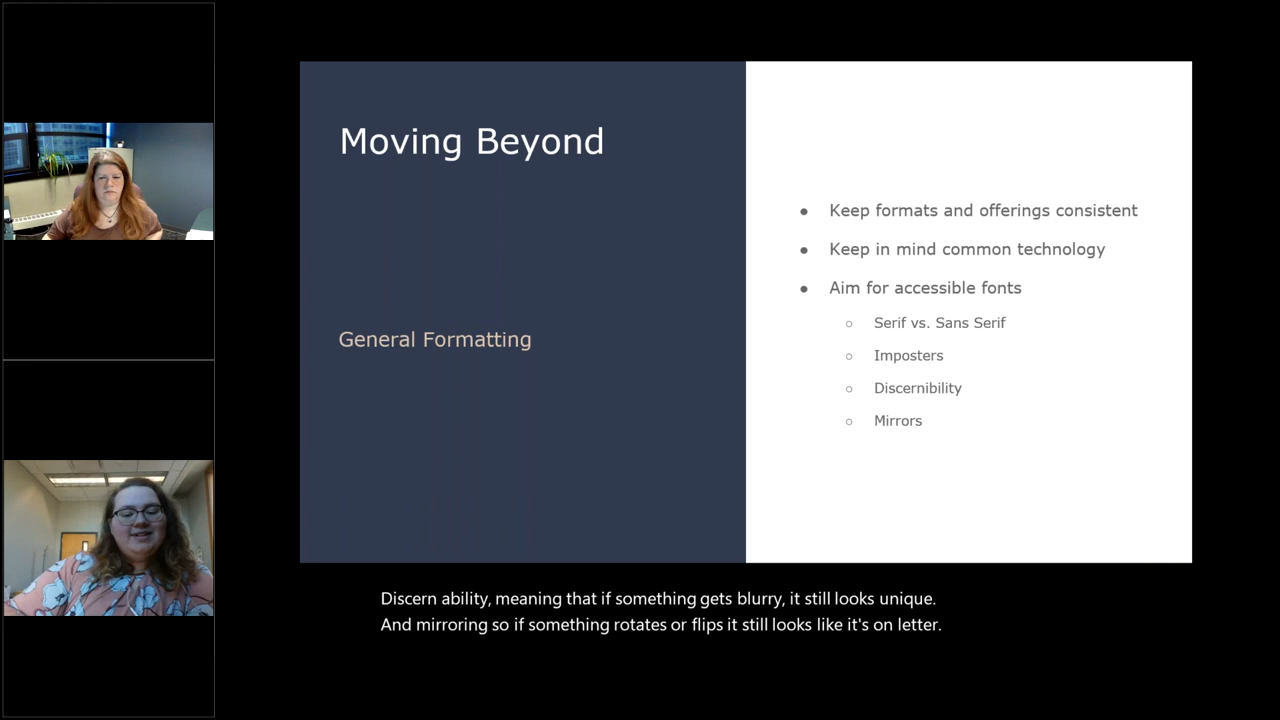 Moving Beyond
General Formatting
● Keep formats and offerings consistent
● Keep in mind common technology
● Aim for accessible fonts
○ Serif vs. Sans Serif
○ Imposters
○ Discernibility
○ Mirrors
Discern ability, meaning that if something gets blurry, it still looks unique.
And mirroring so if something rotates or flips it still looks like it's on letter.